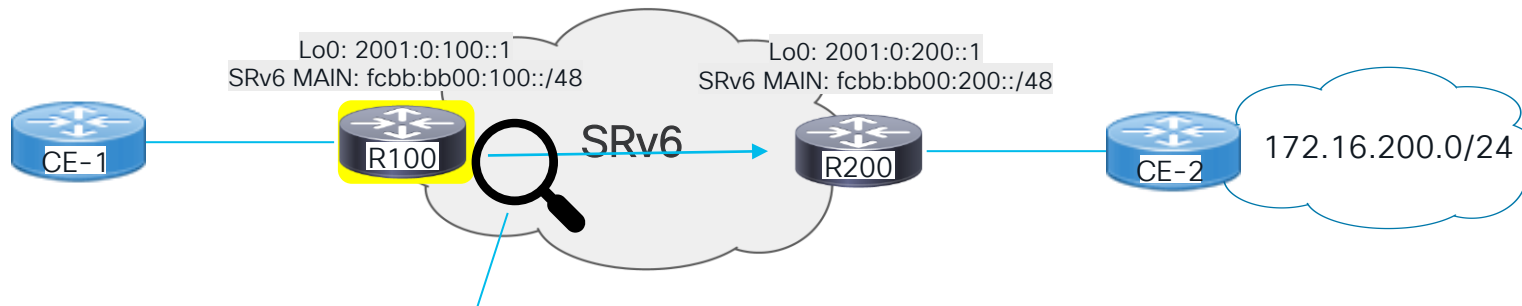 Lo0: 2001:0:100::1
SRv6 MAIN: fcbb:bb00:100::/48
Lo0: 2001:0:200::1
SRv6 MAIN: fcbb:bb00:200::/48
CE-1
R100
SRv6
R200
CE-2
172.16.200.0/24